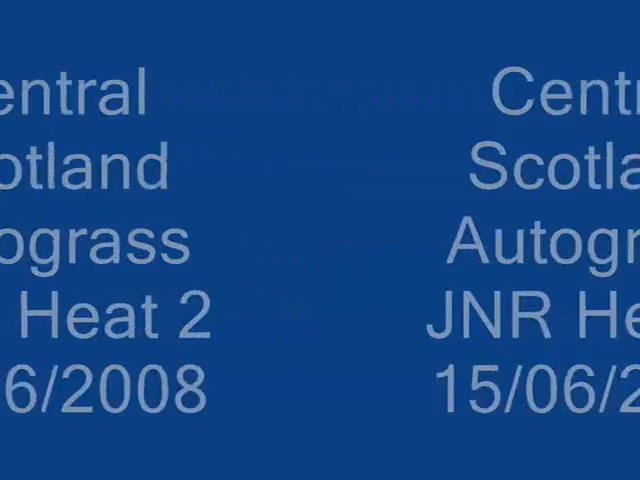 entral Centr
otland Scotla
ograss Autogr
Heat 2 JNR He
6/2008 15/06/2